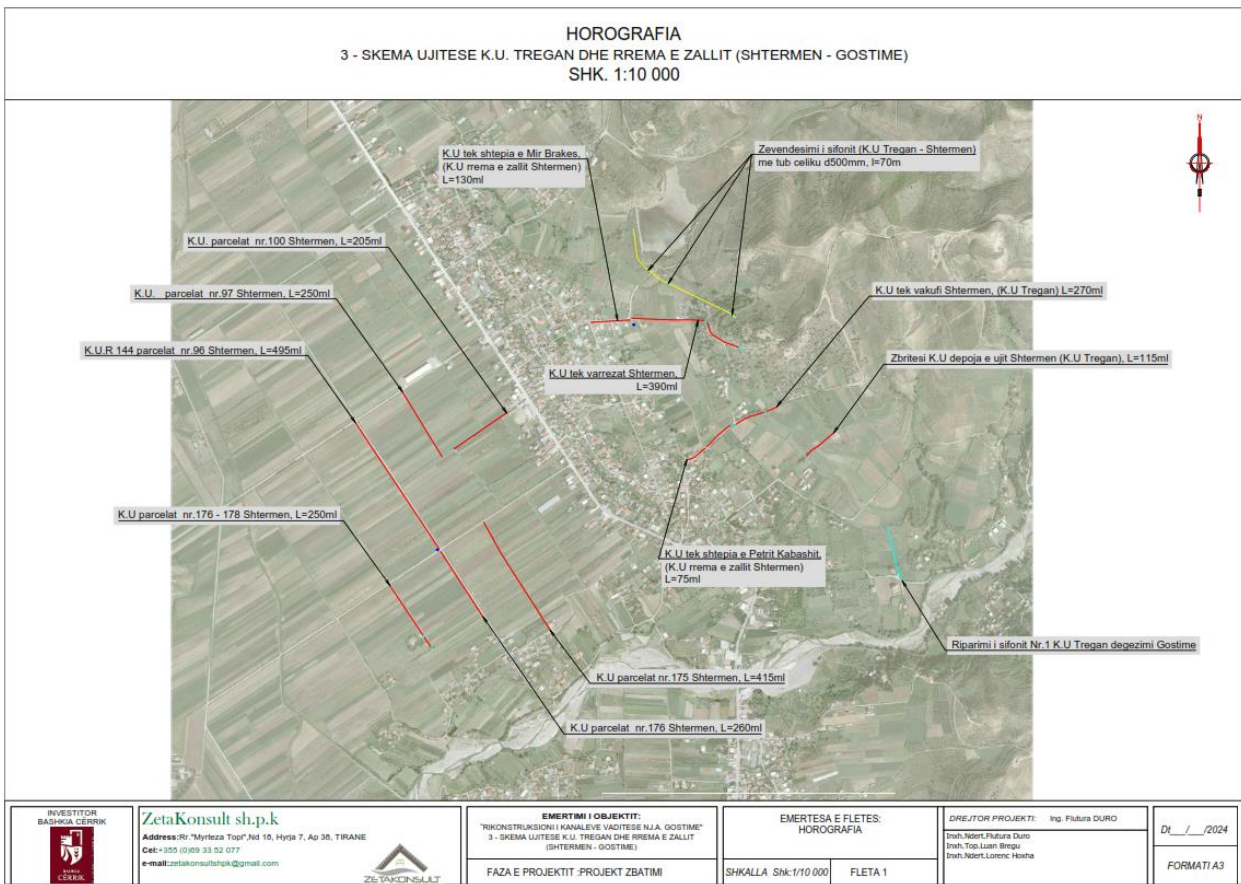 HOROGRAFIA
3 - SKEMA UJITESE K.U. TREGAN DHE RREMA E ZALLIT (SHTERMEN - GOSTIME)
SHK. 1:10 000
N
K.U tek shtepia e Mir Brakes,
(K.U rrema e zallit Shtermen)
L=130ml
Zevendesimi i sifonit (K.U Tregan - Shtermen)
me tub celiku d500mm, l=70m
K.U. parcelat nr.100 Shtermen, L=205ml
K.U. parcelat nr.97 Shtermen, L=250ml
K.U tek vakufi Shtermen, (K.U Tregan) L=270ml
K.U.R 144 parcelat nr.96 Shtermen, L=495ml
Zbritesi K.U depoja e ujit Shtermen (K.U Tregan), L=115ml
K.U tek varrezat Shtermen,
L=390ml
K.U parcelat nr.176 - 178 Shtermen, L=250ml
K.U tek shtepia e Petrit Kabashit,
(K.U rrema e zallit Shtermen)
L=75ml
Riparimi i sifonit Nr.1 K.U Tregan degezimi Gostime
K.U parcelat nr.175 Shtermen, L=415ml
K.U parcelat nr.176 Shtermen, L=260ml
INVESTITOR
BASHKIA CËRRIK
BASHKIA
CËRRIK
ZetaKonsult sh.p.k
Address:Rr."Myrteza Topi",Nd 16, Hyrja 7, Ap 36, TIRANE
Cel:+355 (0)69 33 52 077
e-mail:zetakonsultshpk@gmail.com
ZETAKONSULT
EMERTIMI I OBJEKTIT:
"RIKONSTRUKSIONI I KANALEVE VADITESE NJ.A. GOSTIME"
3 - SKEMA UJITESE K.U. TREGAN DHE RREMA E ZALLIT
(SHTERMEN - GOSTIME)
FAZA E PROJEKTIT :PROJEKT ZBATIMI
EMERTESA E FLETES:
HOROGRAFIA
SHKALLA Shk:1/10 000
FLETA 1
DREJTOR PROJEKTI: Ing. Flutura DURO
Inxh.Ndert.Flutura Duro
Inxh.Top.Luan Bregu
Inxh.Ndert.Lorenc Hoxha
Dt___/___/2024
FORMATI A3